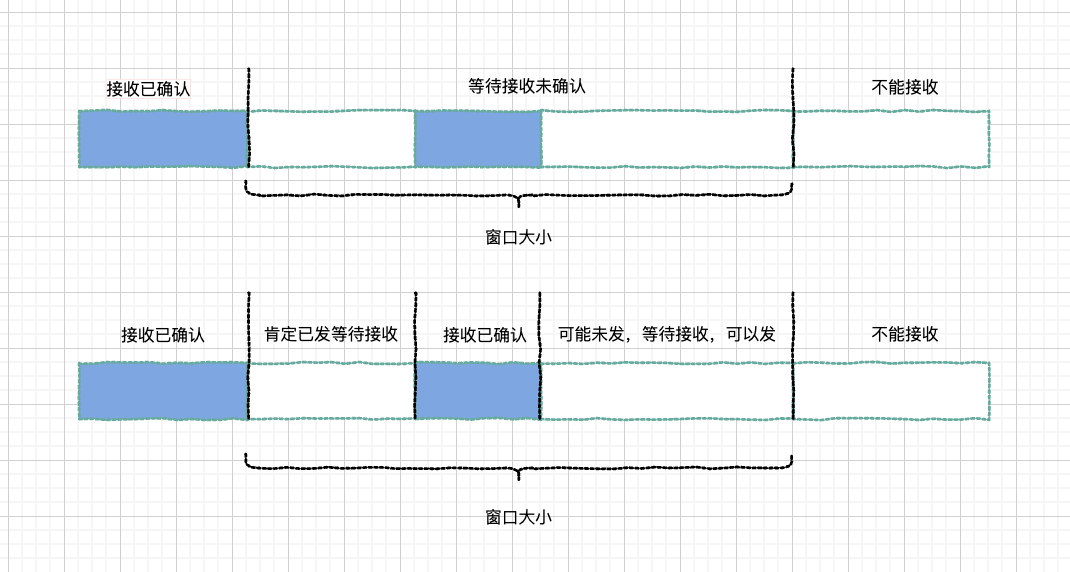 接收已确认
等待接收未确认
不能接收
窗口大小
接收已确认
肯定已发等待接收
接收已确认
可能未发，等待接收，可以发
不能接收
窗口大小